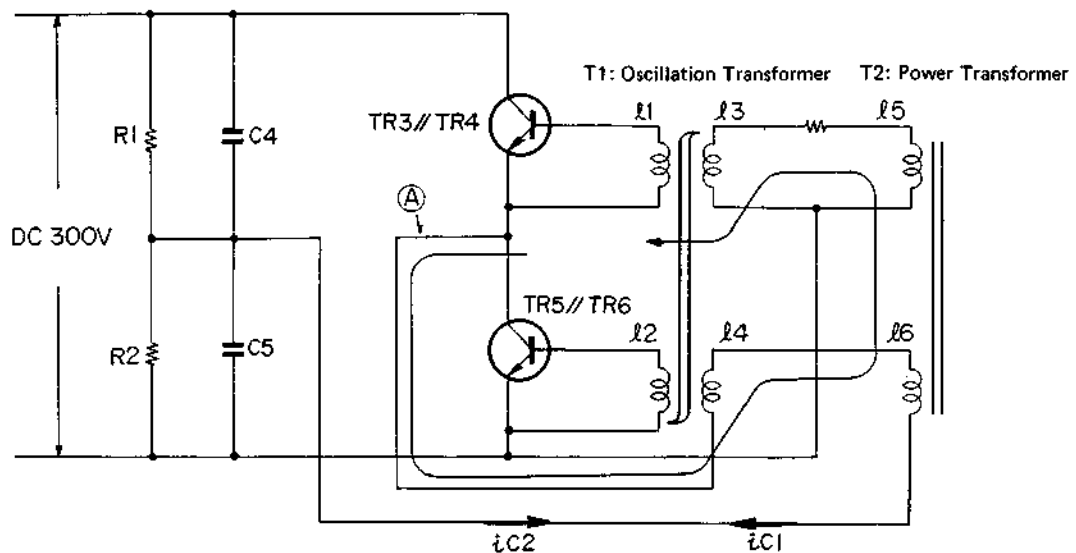 T1: Oscillation Transformer
T2: Power Transformer
R1
C4
TR3//TR4
ℓ1
ℓ3
ℓ5
A
DC 300V
TR5//TR6
R2
C5
ℓ2
ℓ4
ℓ6
iC2
iC1